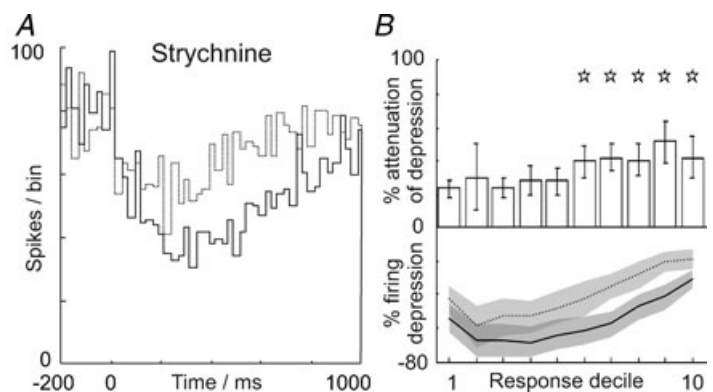 A
Strychnine
100
Spikes / bin
0
-200 0 Time / ms 1000
B
100
% attenuation
of depression
0
% firing
depression
-80
1 Response decile 10